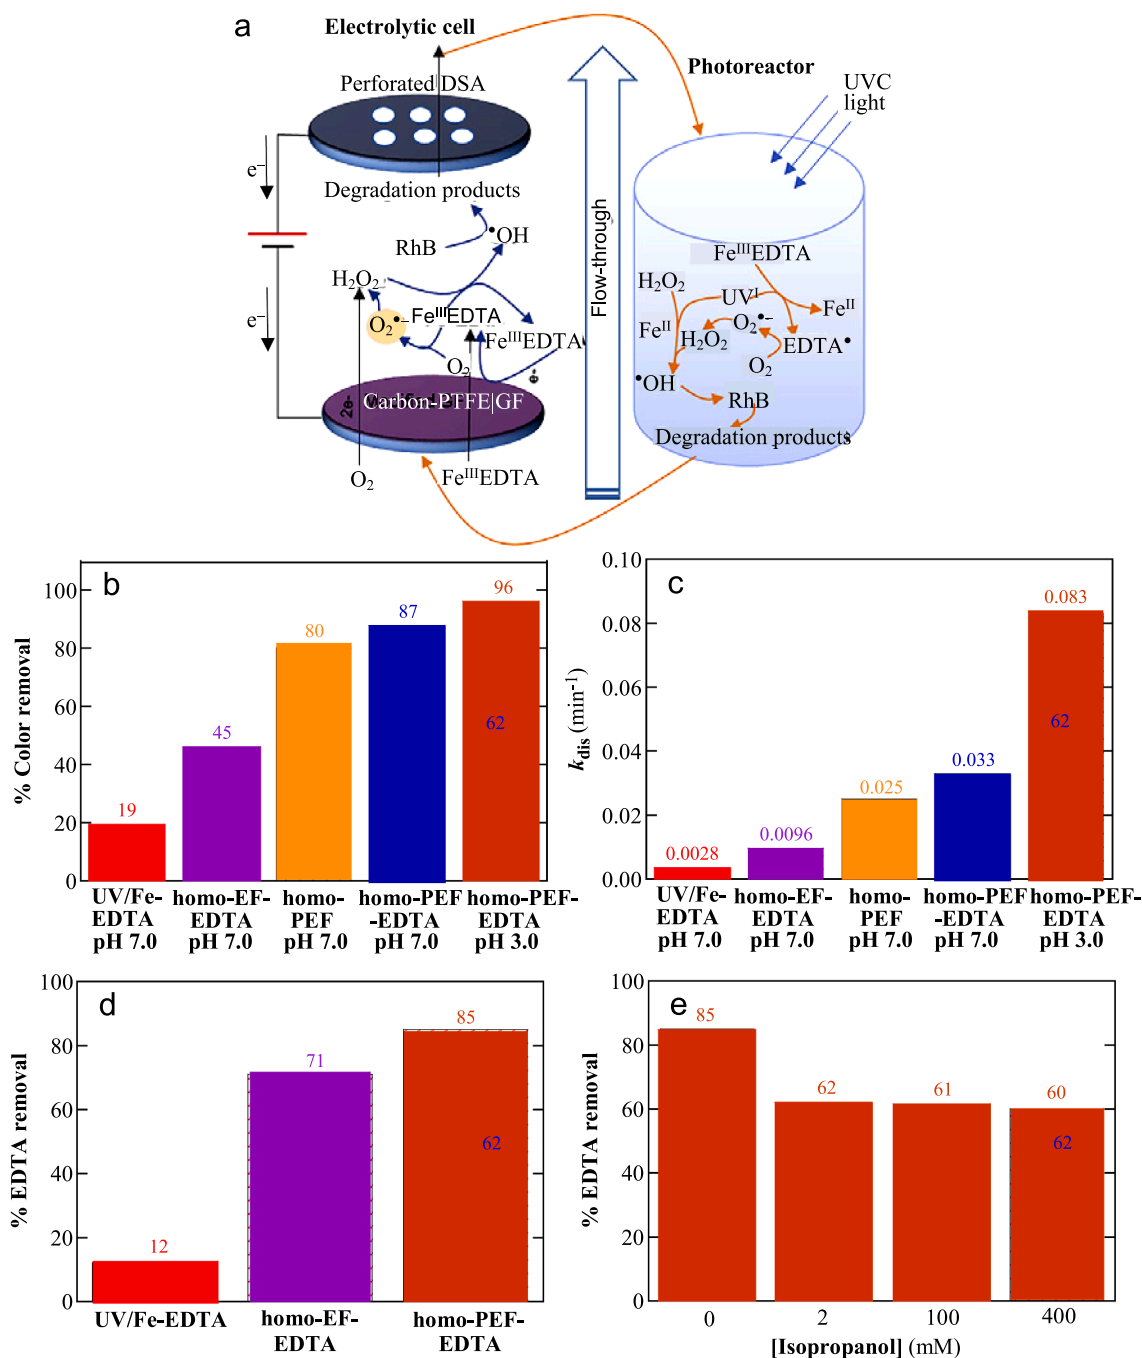 a
Electrolytic cell
Perforated DSA
e−
Degradation products
RhB
•OH
H2O2
O2•−
FeIIIEDTA
FeIIIEDTA
O2
e−
e-
2e-
Carbon-PTFE|GF
O2
FeIIIEDTA
Flow-through
Photoreactor
UVC
light
FeIIIEDTA
H2O2
UVI
FeII
FeII
O2•−
H2O2
EDTA•
O2
•OH
RhB
Degradation products
b
% Color removal
100
80
60
40
20
0
19
45
80
87
96
62
UV/Fe-
EDTA
pH 7.0
homo-EF-
EDTA
pH 7.0
homo-
PEF
pH 7.0
homo-PEF
-EDTA
pH 7.0
homo-PEF-
EDTA
pH 3.0
c
kdis (min−1)
0.10
0.08
0.06
0.04
0.02
0.00
0.0028
0.0096
0.025
0.033
0.083
62
UV/Fe-
EDTA
pH 7.0
homo-EF-
EDTA
pH 7.0
homo-
PEF
pH 7.0
homo-PEF
-EDTA
pH 7.0
homo-PEF-
EDTA
pH 3.0
d
% EDTA removal
100
80
60
40
20
0
12
71
85
62
UV/Fe-EDTA
homo-EF-
EDTA
homo-PEF-
EDTA
e
% EDTA removal
100
80
60
40
20
0
85
62
61
60
62
0
2
100
400
[Isopropanol] (mM)